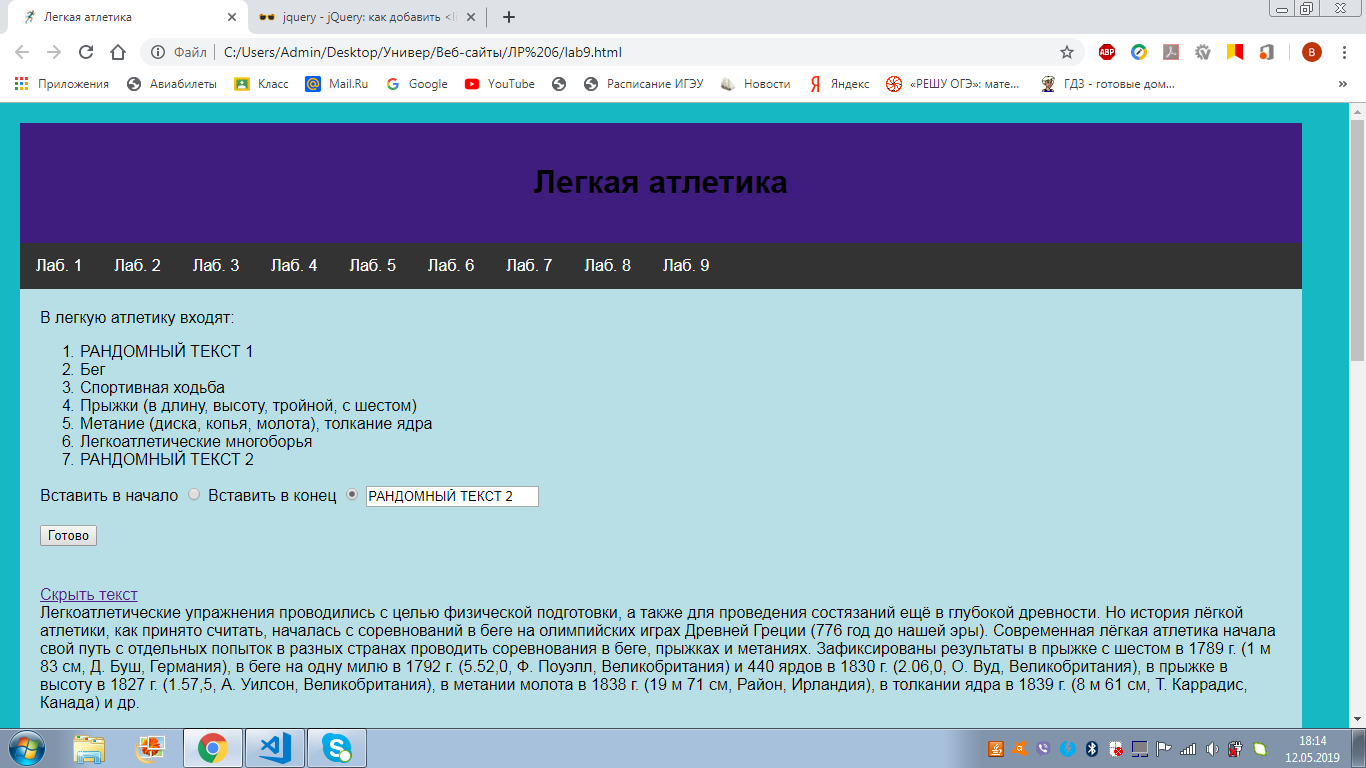 Легкая атлетика
jquery - jQuery: как добавить <li
Файл
C:/Users/Admin/Desktop/Универ/Веб-сайты/ЛР%206/lab9.html
ABP
B
Приложения
Авиабилеты
Класс
Mail.Ru
Google
YouTube
Расписание ИГЭУ
Новости
Яндекс
«РЕШУ ОГЭ»: мате...
ГДЗ - готовые дом...
Легкая атлетика
Лаб. 1 Лаб. 2 Лаб. 3 Лаб. 4 Лаб. 5 Лаб. 6 Лаб. 7 Лаб. 8 Лаб. 9
В легкую атлетику входят:
1. РАНДОМНЫЙ ТЕКСТ 1
2. Бег
3. Спортивная ходьба
4. Прыжки (в длину, высоту, тройной, с шестом)
5. Метание (диска, копья, молота), толкание ядра
6. Легкоатлетические многоборья
7. РАНДОМНЫЙ ТЕКСТ 2
Вставить в начало Вставить в конец РАНДОМНЫЙ ТЕКСТ 2
Готово
Скрыть текст
Легкоатлетические упражнения проводились с целью физической подготовки, а также для проведения состязаний ещё в глубокой древности. Но история лёгкой
атлетики, как принято считать, началась с соревнований в беге на олимпийских играх Древней Греции (776 год до нашей эры). Современная лёгкая атлетика начала
свой путь с отдельных попыток в разных странах проводить соревнования в беге, прыжках и метаниях. Зафиксированы результаты в прыжке с шестом в 1789 г. (1 м
83 см, Д. Буш, Германия), в беге на одну милю в 1792 г. (5.52,0, Ф. Поуэлл, Великобритания) и 440 ярдов в 1830 г. (2.06,0, О. Вуд, Великобритания), в прыжке в
высоту в 1827 г. (1.57,5, А. Уилсон, Великобритания), в метании молота в 1838 г. (19 м 71 см, Район, Ирландия), в толкании ядра в 1839 г. (8 м 61 см, Т. Каррадис,
Канада) и др.
18:14
12.05.2019